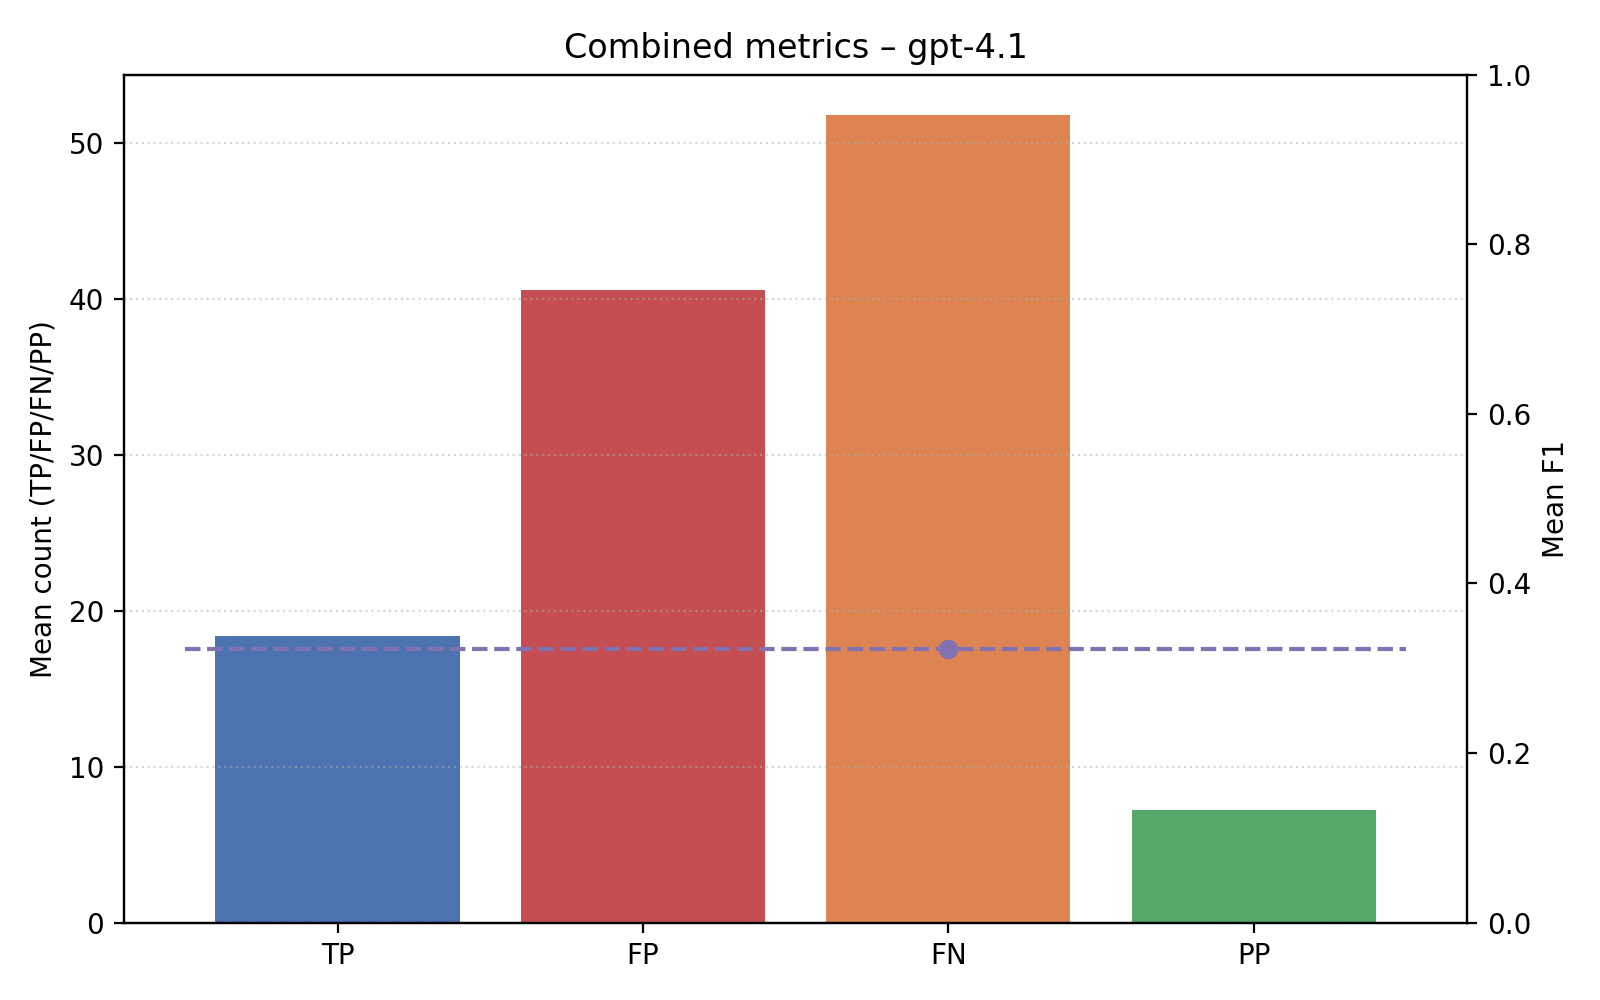 Combined metrics – gpt-4.1
Mean count (TP/FP/FN/PP)
50
40
30
20
10
0
TP
FP
FN
PP
1.0
0.8
0.6
0.4
0.2
0.0
Mean F1